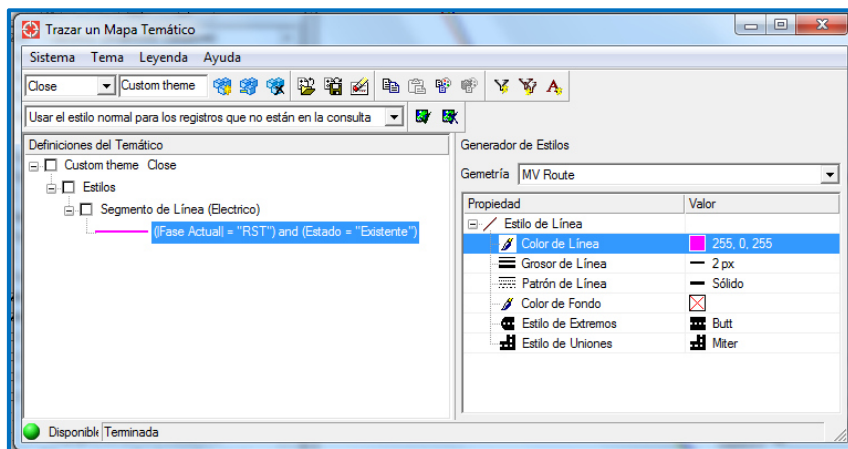 Trazar un Mapa Temático
Sistema Tema Leyenda Ayuda
Close Custom theme
Usar el estilo normal para los registros que no están en la consulta
Definiciones del Temático
Custom theme Close
Estilos
Segmento de Línea (Electrico)
(|Fase Actual| = "RST") and (Estado = "Existente")
Generador de Estilos
Gemetría MV Route
Propiedad Valor
Estilo de Línea
Color de Línea 255, 0, 255
Grosor de Línea 2 px
Patrón de Línea Sólido
Color de Fondo
Estilo de Extremos Butt
Estilo de Uniones Miter
Disponible Terminada